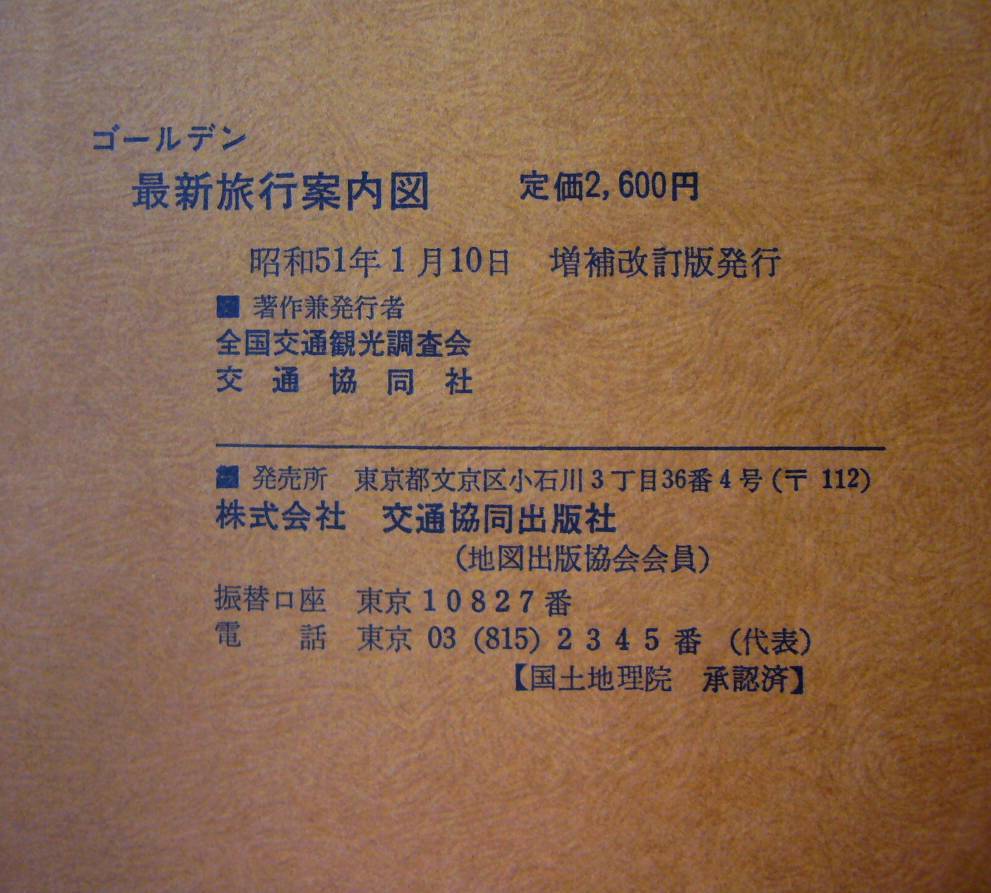 ゴールデン
最新旅行案内図 定価2,600円
昭和51年1月10日 増補改訂版発行
■ 著作兼発行者
全国交通観光調査会
交通協同社
■ 発売所 東京都文京区小石川3丁目36番4号(〒 112)
株式会社 交通協同出版社
(地図出版協会会員)
振替口座 東京10827番
電話 東京 03 (815) 2345番 (代表)
【国土地理院 承認済】